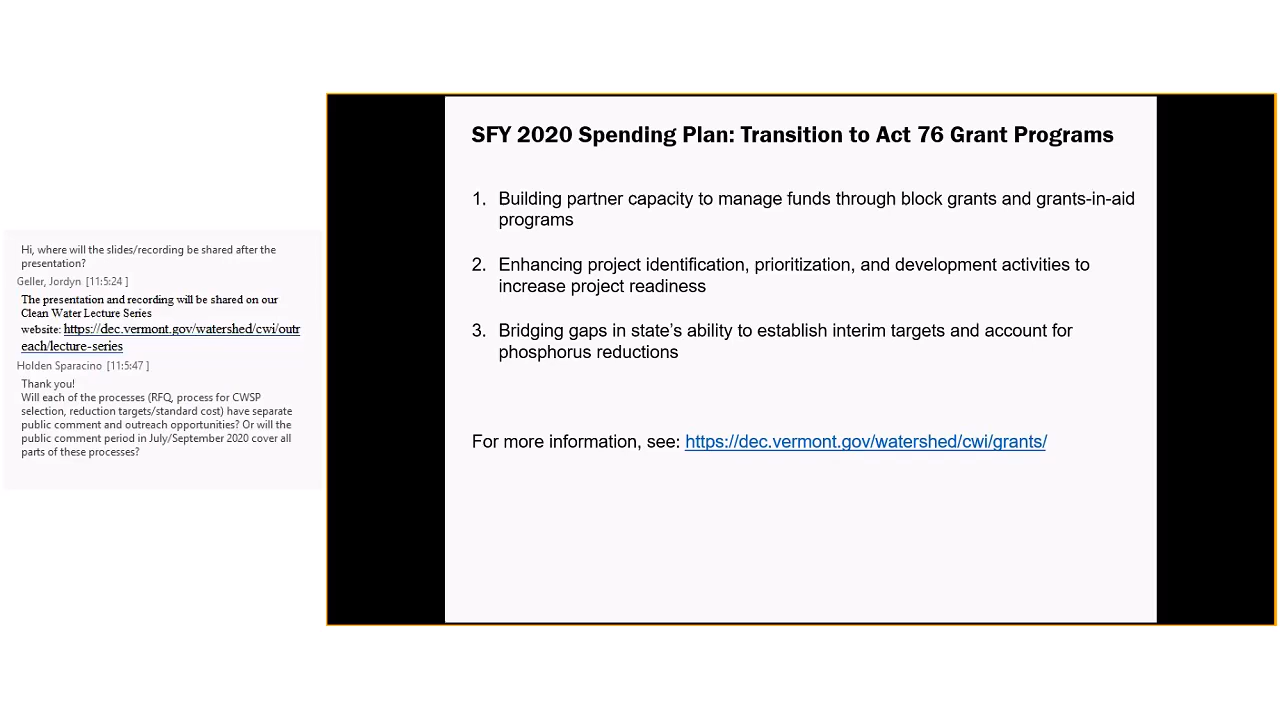 Hi, where will the slides/recording be shared after the
presentation?
Geller, Jordyn [11:5:24 ]
The presentation and recording will be shared on our
Clean Water Lecture Series
website: https://dec.vermont.gov/watershed/cwi/outr
each/lecture-series
Holden Sparacino [11:5:47 ]
Thank you!
Will each of the processes (RFQ, process for CWSP
selection, reduction targets/standard cost) have separate
public comment and outreach opportunities? Or will the
public comment period in July/September 2020 cover all
parts of these processes?
SFY 2020 Spending Plan: Transition to Act 76 Grant Programs
1. Building partner capacity to manage funds through block grants and grants-in-aid
programs
2. Enhancing project identification, prioritization, and development activities to
increase project readiness
3. Bridging gaps in state's ability to establish interim targets and account for
phosphorus reductions
For more information, see: https://dec.vermont.gov/watershed/cwi/grants/